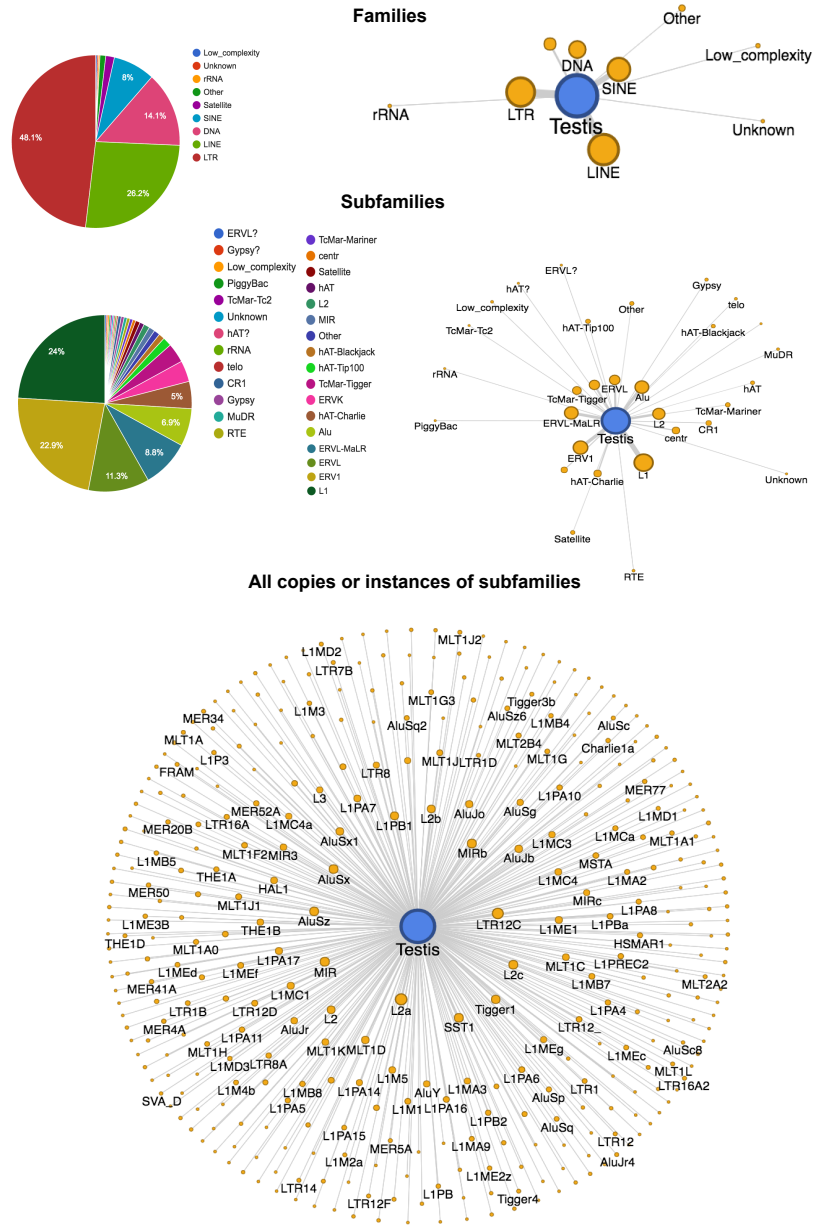 Families
Low_complexity
Unknown
rRNA
Other
Satellite
SINE
DNA
LINE
LTR
8%
14.1%
48.1%
26.2%
Other
Low_complexity
DNA
SINE
rRNA
LTR
Testis
Unknown
LINE
Subfamilies
ERVL?
Gypsy?
Low_complexity
PiggyBac
TcMar-Tc2
Unknown
hAT?
rRNA
telo
CR1
Gypsy
MuDR
RTE
TcMar-Mariner
centr
Satellite
hAT
L2
MIR
Other
hAT-Blackjack
hAT-Tip100
TcMar-Tigger
ERVK
hAT-Charlie
Alu
ERVL-MaLR
ERVL
ERV1
L1
24%
5%
6.9%
8.8%
11.3%
22.9%
ERVL?
hAT?
Gypsy
Low_complexity
Other
telo
TcMar-Tc2
hAT-Tip100
hAT-Blackjack
MuDR
rRNA
ERVL
hAT
TcMar-Tigger
Alu
TcMar-Mariner
PiggyBac
ERVL-MaLR
L2
CR1
Testis
centr
ERV1
L1
hAT-Charlie
Unknown
Satellite
RTE
All copies or instances of subfamilies
MLT1J2
L1MD2
LTR7B
MLT1G3
Tigger3b
L1M3
AluSz6
MER34
AluSq2
L1MB4
AluSc
MLT1A
MLT2B4
Charlie1a
L1P3
MLT1J
LTR1D
MLT1G
FRAM
LTR8
MER77
L3
L1PA7
L1PA10
MER52A
L2b
AluJo
AluSg
L1MD1
MER20B
LTR16A
L1MC4a
L1PB1
L1MCa
AluSx1
L1MC3
MLT1A1
MLT1F2
MIR3
MIRb
AluJb
MSTA
L1MB5
THE1A
AluSx
L1MC4
L1MA2
MER50
HAL1
MIRc
MLT1J1
L1PA8
L1ME3B
AluSz
LTR12C
L1ME1
L1PBa
THE1B
THE1D
MLT1A0
Testis
HSMAR1
L1PA17
L1MEd
L1MEf
MIR
L2c
MLT1C
L1PREC2
MER41A
L1MC1
L1MB7
MLT2A2
LTR1B
LTR12D
L2
L2a
Tigger1
L1PA4
MER4A
AluJr
SST1
LTR12_
L1PA11
MLT1H
MLT1K
MLT1D
L1MEg
L1MEc
AluSc8
L1MD3
LTR8A
MLT1L
L1M4b
L1MB8
L1PA14
L1M5
AluY
L1MA3
L1PA6
LTR1
LTR16A2
SVA_D
L1PA5
L1M1
L1PA16
AluSp
L1PB2
AluSq
L1PA15
MER5A
L1MA9
LTR12
L1M2a
AluJr4
L1ME2z
LTR14
L1PB
Tigger4
LTR12F